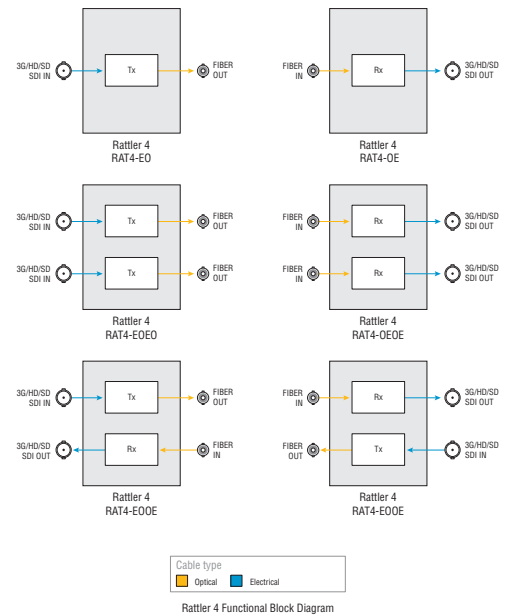 3G/HD/SD
SDI IN
Tx
FIBER
OUT
Rattler 4
RAT4-EO
FIBER
IN
Rx
3G/HD/SD
SDI OUT
Rattler 4
RAT4-OE
3G/HD/SD
SDI IN
Tx
FIBER
OUT
3G/HD/SD
SDI IN
Tx
FIBER
OUT
Rattler 4
RAT4-EOEO
FIBER
IN
Rx
3G/HD/SD
SDI OUT
FIBER
IN
Rx
3G/HD/SD
SDI OUT
Rattler 4
RAT4-OEOE
3G/HD/SD
SDI IN
Tx
FIBER
OUT
3G/HD/SD
SDI OUT
Rx
FIBER
IN
Rattler 4
RAT4-EOOE
FIBER
IN
Rx
3G/HD/SD
SDI OUT
FIBER
OUT
Tx
3G/HD/SD
SDI IN
Rattler 4
RAT4-EOOE
Cable type
Optical
Electrical
Rattler 4 Functional Block Diagram